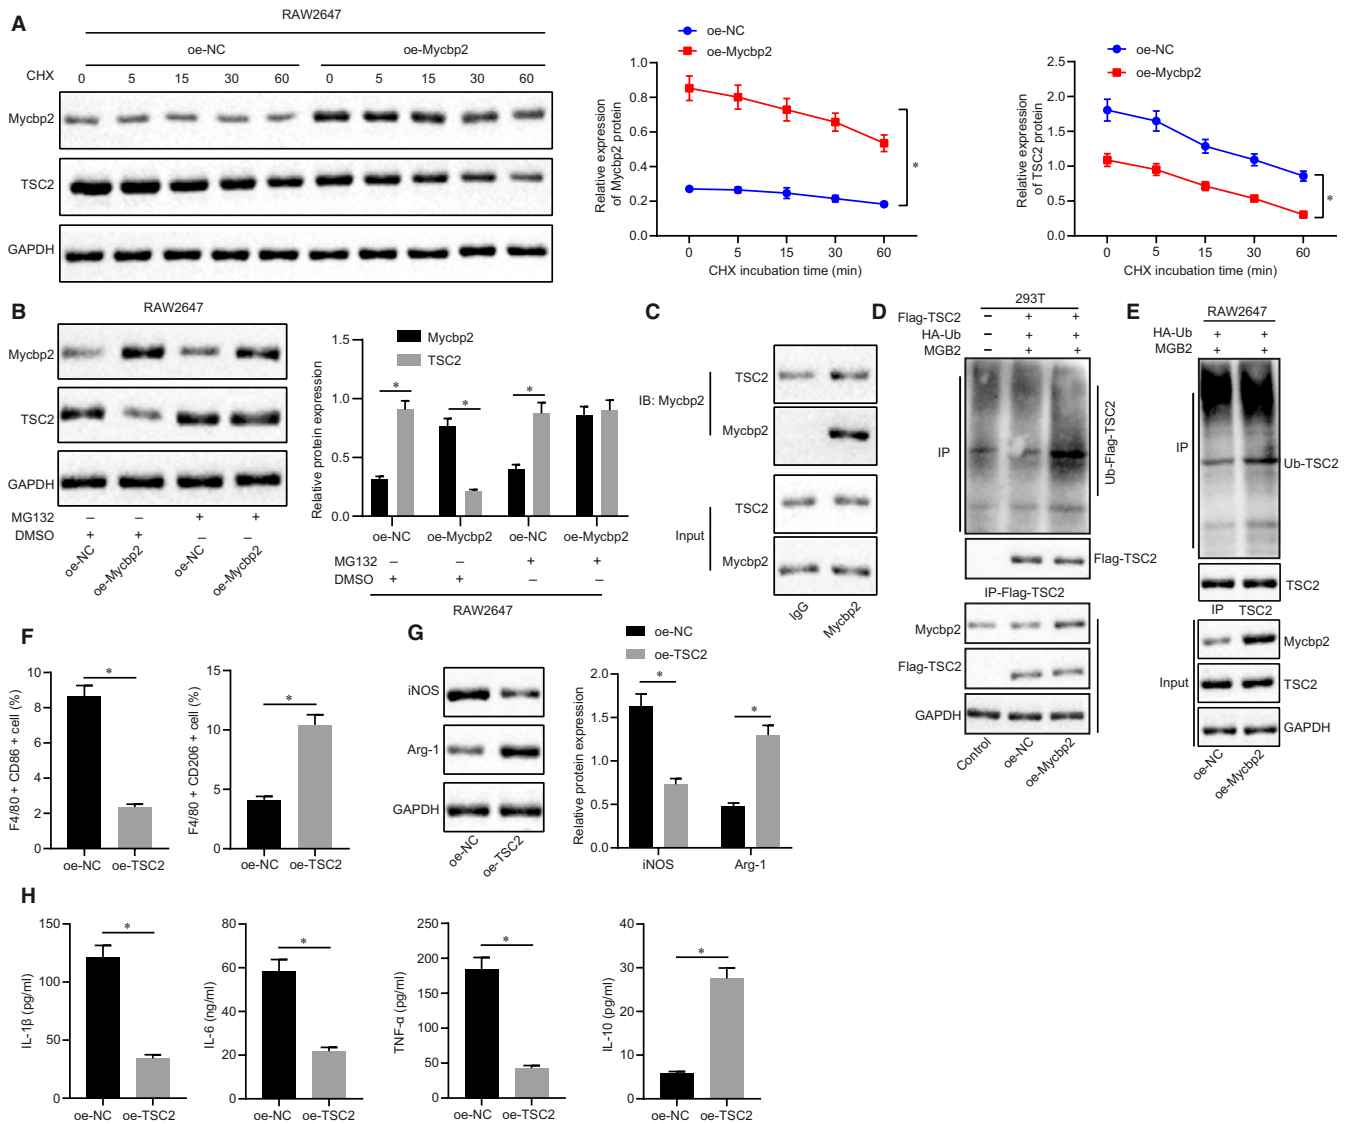 A
RAW2647
oe-NC oe-Mycbp2
CHX 0 5 15 30 60 0 5 15 30 60
Mycbp2
TSC2
GAPDH
oe-NC
oe-Mycbp2
Relative expression
of Mycbp2 protein
1.0
0.8
0.6
0.4
0.2
0.0
*
0 5 15 30 60
CHX incubation time (min)
oe-NC
oe-Mycbp2
Relative expression
of TSC2 protein
2.5
2.0
1.5
1.0
0.5
0.0
*
0 5 15 30 60
CHX incubation time (min)
B
RAW2647
Mycbp2
TSC2
GAPDH
MG132 – – + +
DMSO + + – –
oe-NC oe-Mycbp2 oe-NC oe-Mycbp2
Mycbp2
TSC2
Relative protein expression
1.5
1.0
0.5
0.0
* * *
oe-NC oe-Mycbp2 oe-NC oe-Mycbp2
MG132 – – + +
DMSO + + – –
RAW2647
C
IB: Mycbp2
TSC2
Mycbp2
Input
TSC2
Mycbp2
IgG Mycbp2
D
293T
Flag-TSC2 – + +
HA-Ub – + +
MGB2 – + +
IP
Ub-Flag-TSC2
Flag-TSC2
IP-Flag-TSC2
Mycbp2
Flag-TSC2
GAPDH
Control oe-NC oe-Mycbp2
E
RAW2647
HA-Ub + +
MGB2 + +
IP
Ub-TSC2
TSC2
IP TSC2
Input
Mycbp2
TSC2
GAPDH
oe-NC oe-Mycbp2
F
F4/80 + CD86 + cell (%)
10
8
6
4
2
0
*
oe-NC oe-TSC2
F4/80 + CD206 + cell (%)
15
10
5
0
*
oe-NC oe-TSC2
G
iNOS
Arg-1
GAPDH
oe-NC oe-TSC2
oe-NC
oe-TSC2
Relative protein expression
2.0
1.5
1.0
0.5
0.0
* *
iNOS Arg-1
H
IL-1β (pg/ml)
150
100
50
0
*
oe-NC oe-TSC2
IL-6 (ng/ml)
80
60
40
20
0
*
oe-NC oe-TSC2
TNF-α (pg/ml)
250
200
150
100
50
0
*
oe-NC oe-TSC2
IL-10 (pg/ml)
40
30
20
10
0
*
oe-NC oe-TSC2